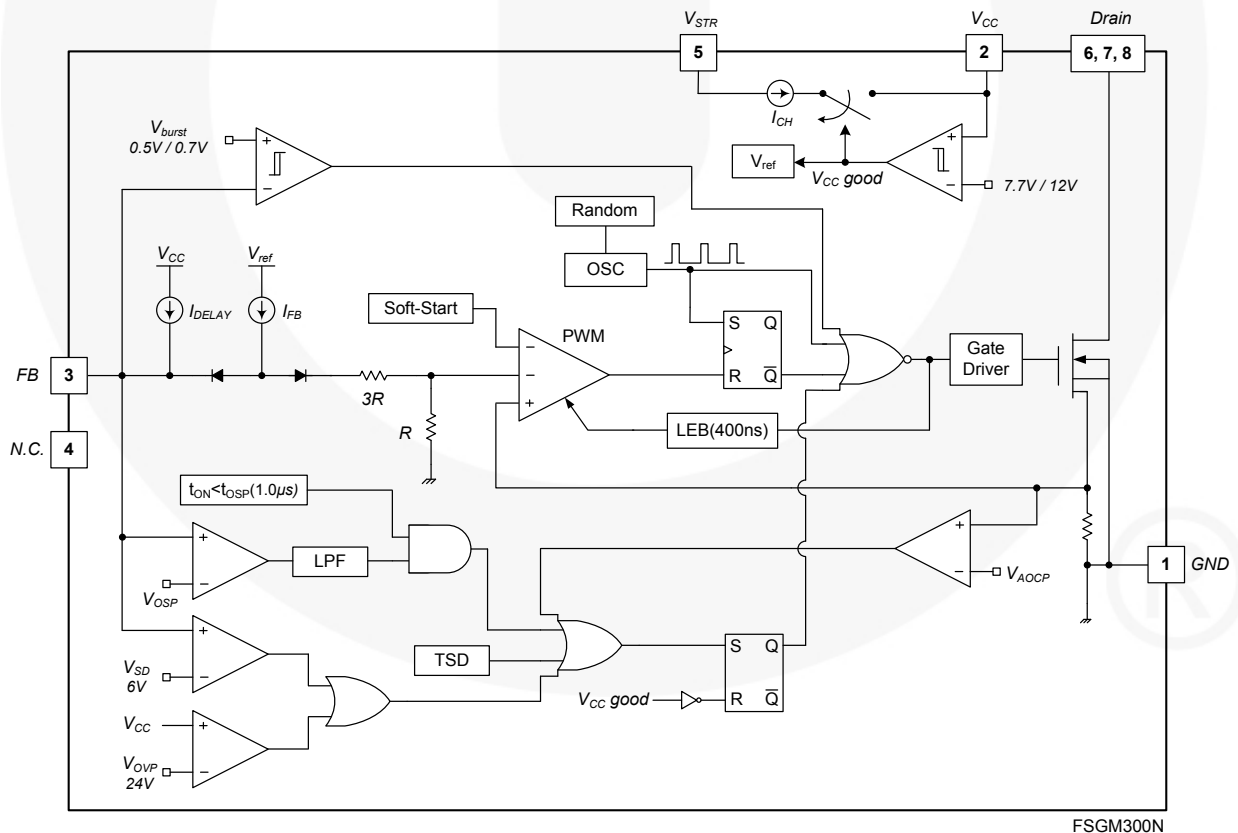 VSTR
VCC
Drain
5
2
6, 7, 8
ICH
Vburst
0.5V / 0.7V
+
−
Vref
VCC good
+
−
7.7V / 12V
Random
OSC
VCC
Vref
IDELAY
IFB
Soft-Start
PWM
−
−
+
S Q
R Q̅
Gate
Driver
FB 3
3R
R
LEB(400ns)
N.C. 4
tON<tOSP(1.0µs)
+
−
VOSP
LPF
+
−
VAOCP
1 GND
+
−
VSD
6V
TSD
S Q
R Q̅
VCC good
VCC
+
−
VOVP
24V
®
FSGM300N